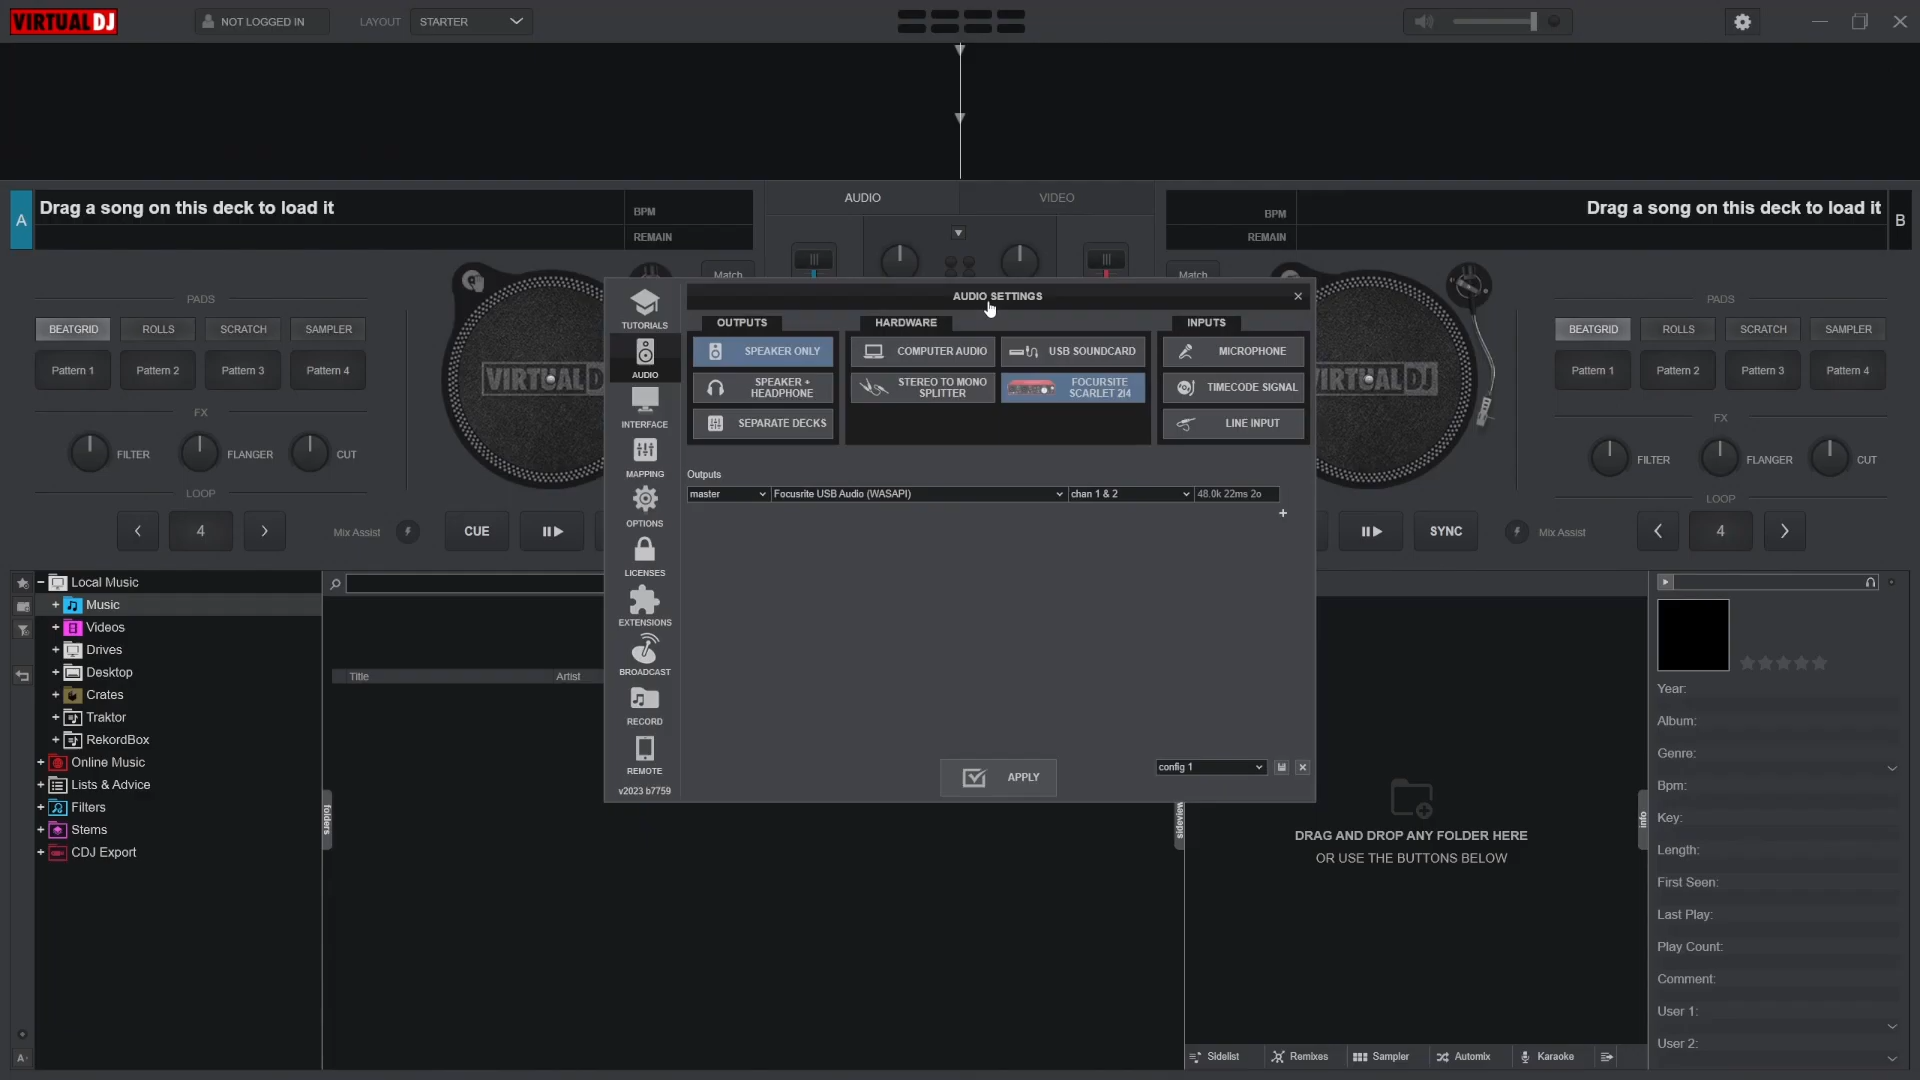 VIRTUAL DJ
NOT LOGGED IN
LAYOUT
STARTER
A
Drag a song on this deck to load it
BPM
REMAIN
AUDIO
VIDEO
BPM
REMAIN
Drag a song on this deck to load it
B
Match
Match
PADS
BEATGRID
ROLLS
SCRATCH
SAMPLER
Pattern 1
Pattern 2
Pattern 3
Pattern 4
FX
FILTER
FLANGER
CUT
LOOP
4
Mix Assist
CUE
VIRTUAL D
TUTORIALS
AUDIO
INTERFACE
MAPPING
OPTIONS
LICENSES
EXTENSIONS
BROADCAST
RECORD
REMOTE
v2023 b7759
AUDIO SETTINGS
OUTPUTS
SPEAKER ONLY
SPEAKER +
HEADPHONE
SEPARATE DECKS
HARDWARE
COMPUTER AUDIO
USB SOUNDCARD
STEREO TO MONO
SPLITTER
FOCURSITE
SCARLET 2I4
INPUTS
MICROPHONE
TIMECODE SIGNAL
LINE INPUT
Outputs
master
Focusrite USB Audio (WASAPI)
chan 1 & 2
48.0k 22ms 2o
+
APPLY
config 1
VIRTUAL DJ
PADS
BEATGRID
ROLLS
SCRATCH
SAMPLER
Pattern 1
Pattern 2
Pattern 3
Pattern 4
FX
FILTER
FLANGER
CUT
LOOP
4
SYNC
Mix Assist
Local Music
Music
Videos
Drives
Desktop
Crates
Traktor
RekordBox
Online Music
Lists & Advice
Filters
Stems
CDJ Export
folders
Title
Artist
sideview
DRAG AND DROP ANY FOLDER HERE
OR USE THE BUTTONS BELOW
Sidelist
Remixes
Sampler
Automix
Karaoke
info
Year:
Album:
Genre:
Bpm:
Key:
Length:
First Seen:
Last Play:
Play Count:
Comment:
User 1:
User 2:
A